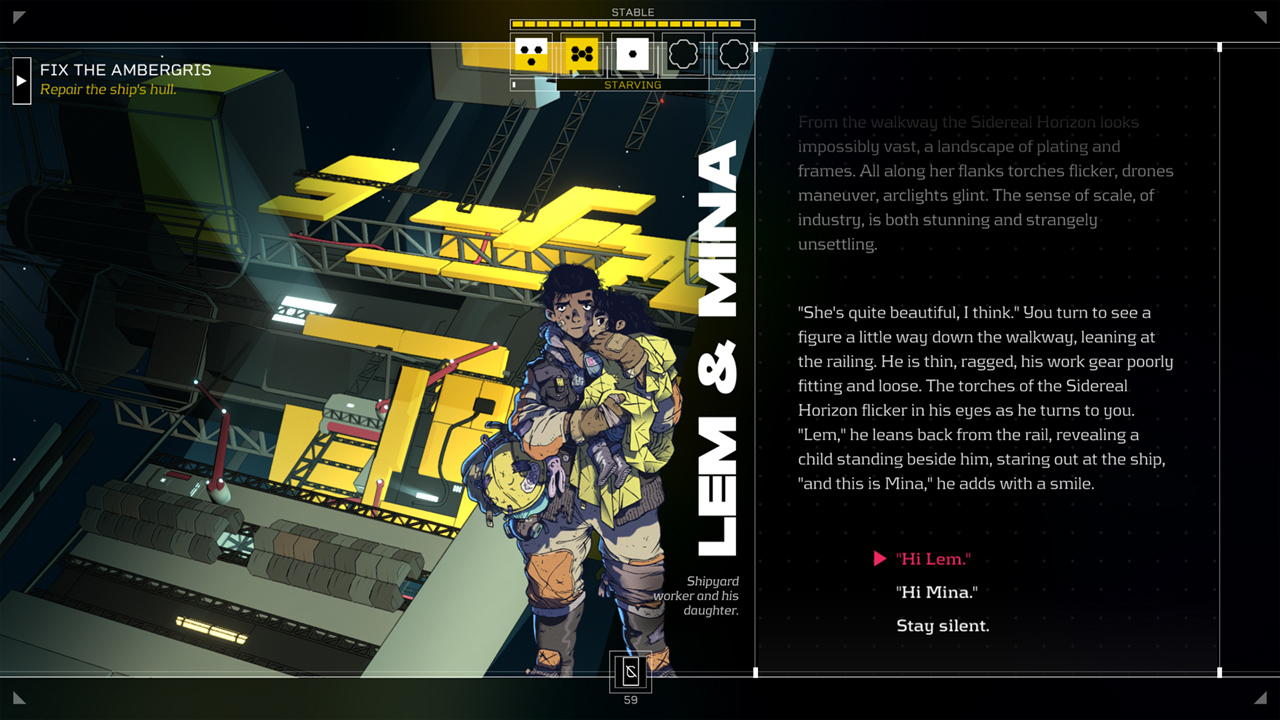 STABLE
STARVING
FIX THE AMBERGRIS
Repair the ship's hull.
LEM & MINA
Shipyard
worker and his
daughter.
59
From the walkway the Sidereal Horizon looks
impossibly vast, a landscape of plating and
frames. All along her flanks torches flicker, drones
maneuver, arclights glint. The sense of scale, of
industry, is both stunning and strangely
unsettling.
"She's quite beautiful, I think." You turn to see a
figure a little way down the walkway, leaning at
the railing. He is thin, ragged, his work gear poorly
fitting and loose. The torches of the Sidereal
Horizon flicker in his eyes as he turns to you.
"Lem," he leans back from the rail, revealing a
child standing beside him, staring out at the ship,
"and this is Mina," he adds with a smile.
"Hi Lem."
"Hi Mina."
Stay silent.